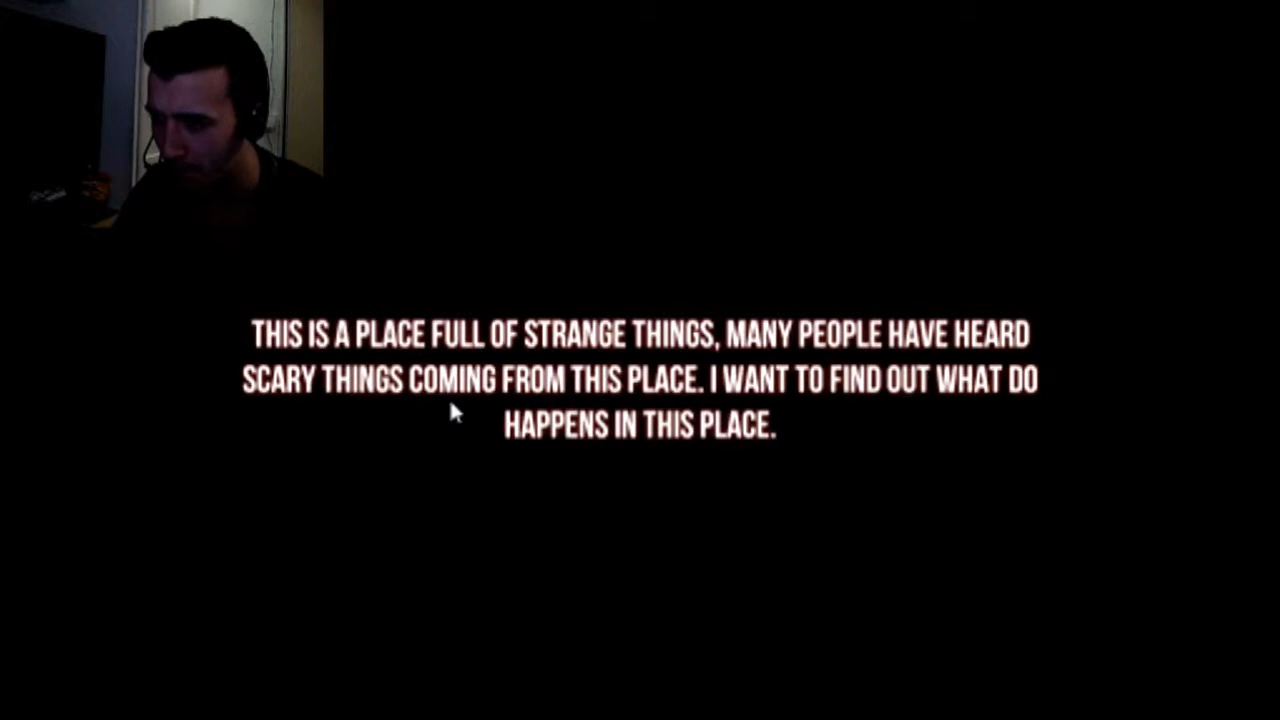 THIS IS A PLACE FULL OF STRANGE THINGS, MANY PEOPLE HAVE HEARD
SCARY THINGS COMING FROM THIS PLACE. I WANT TO FIND OUT WHAT DO
HAPPENS IN THIS PLACE.